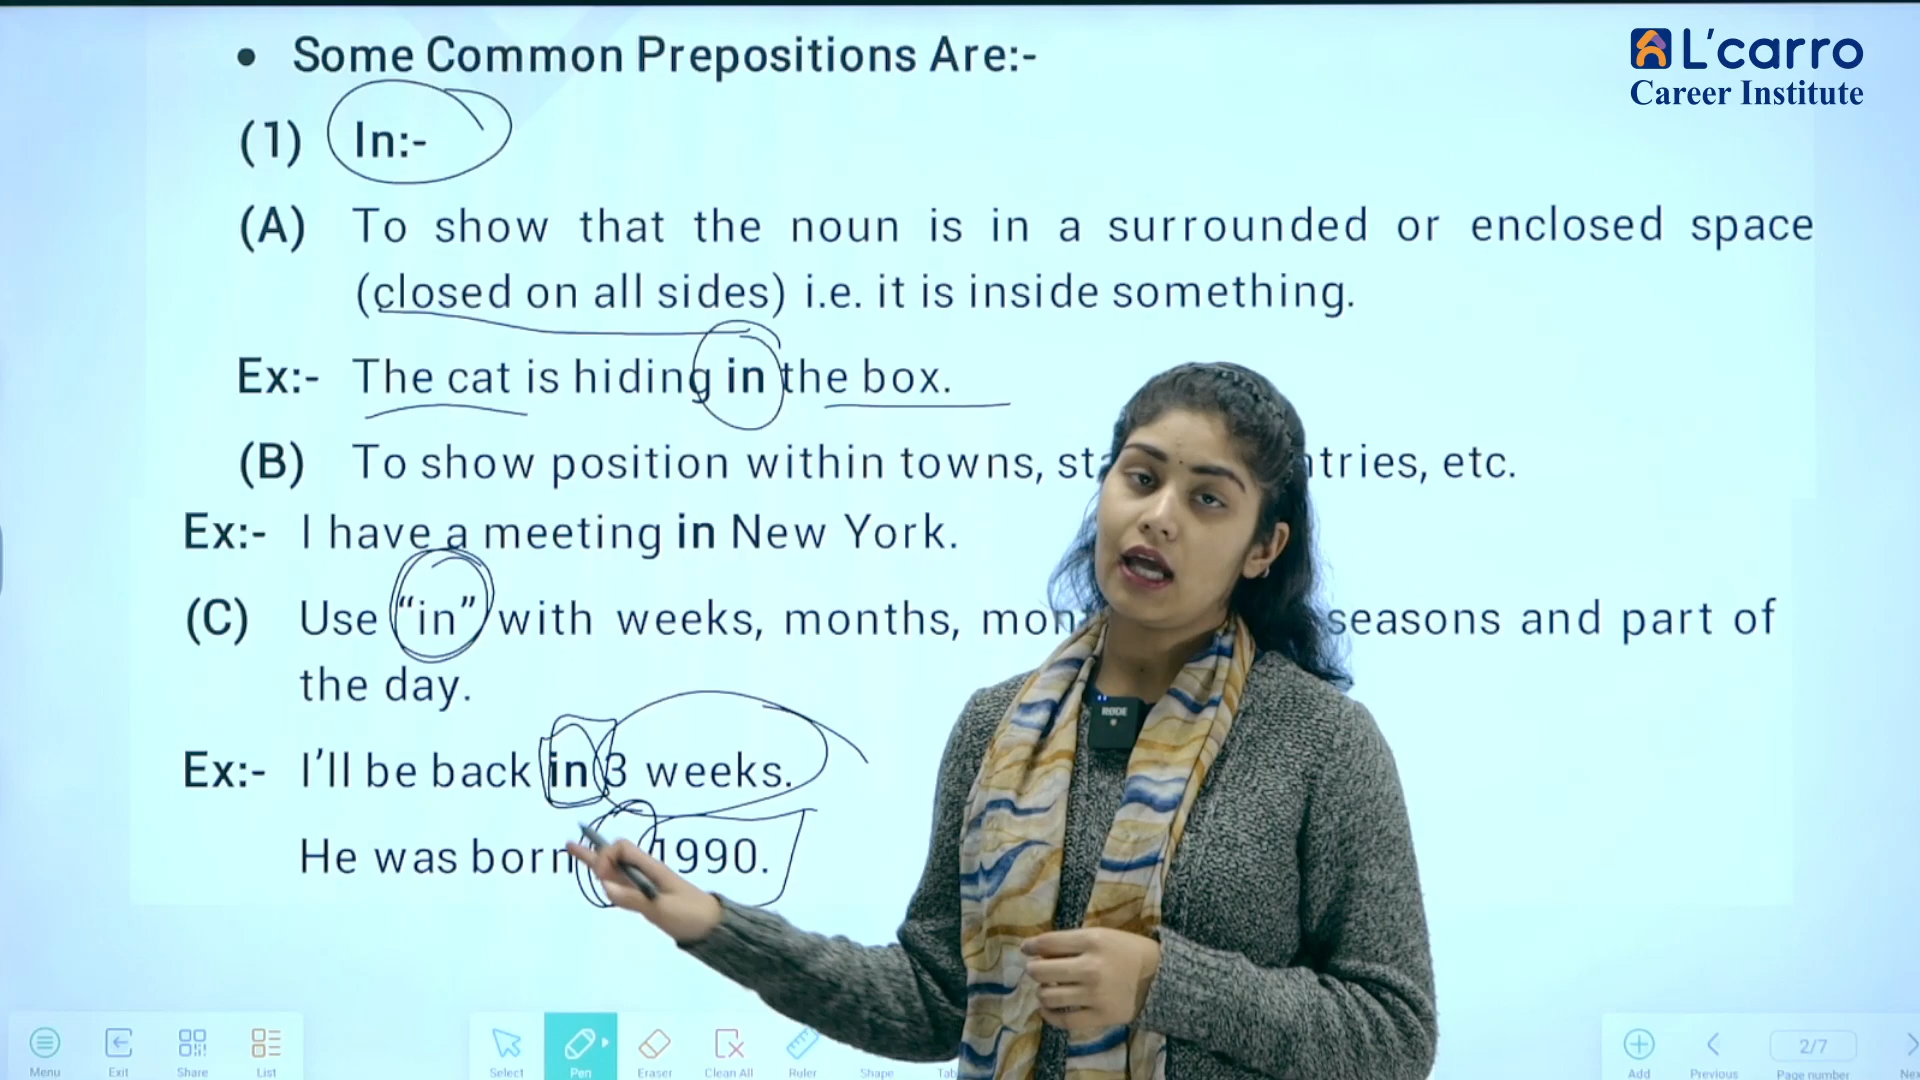 L'carro
Career Institute
• Some Common Prepositions Are:-
(1) In:-
(A) To show that the noun is in a surrounded or enclosed space
(closed on all sides) i.e. it is inside something.
Ex:- The cat is hiding in the box.
(B) To show position within towns, etc.
Ex:- I have a meeting in New York.
(C) Use “in” with weeks, months, seasons and part of
the day.
Ex:- I’ll be back in 3 weeks.
He was born 1990.
RØDE
Menu Exit Share List Select Pen Eraser Clean All Ruler Shape Add Previous 2/7 Page number